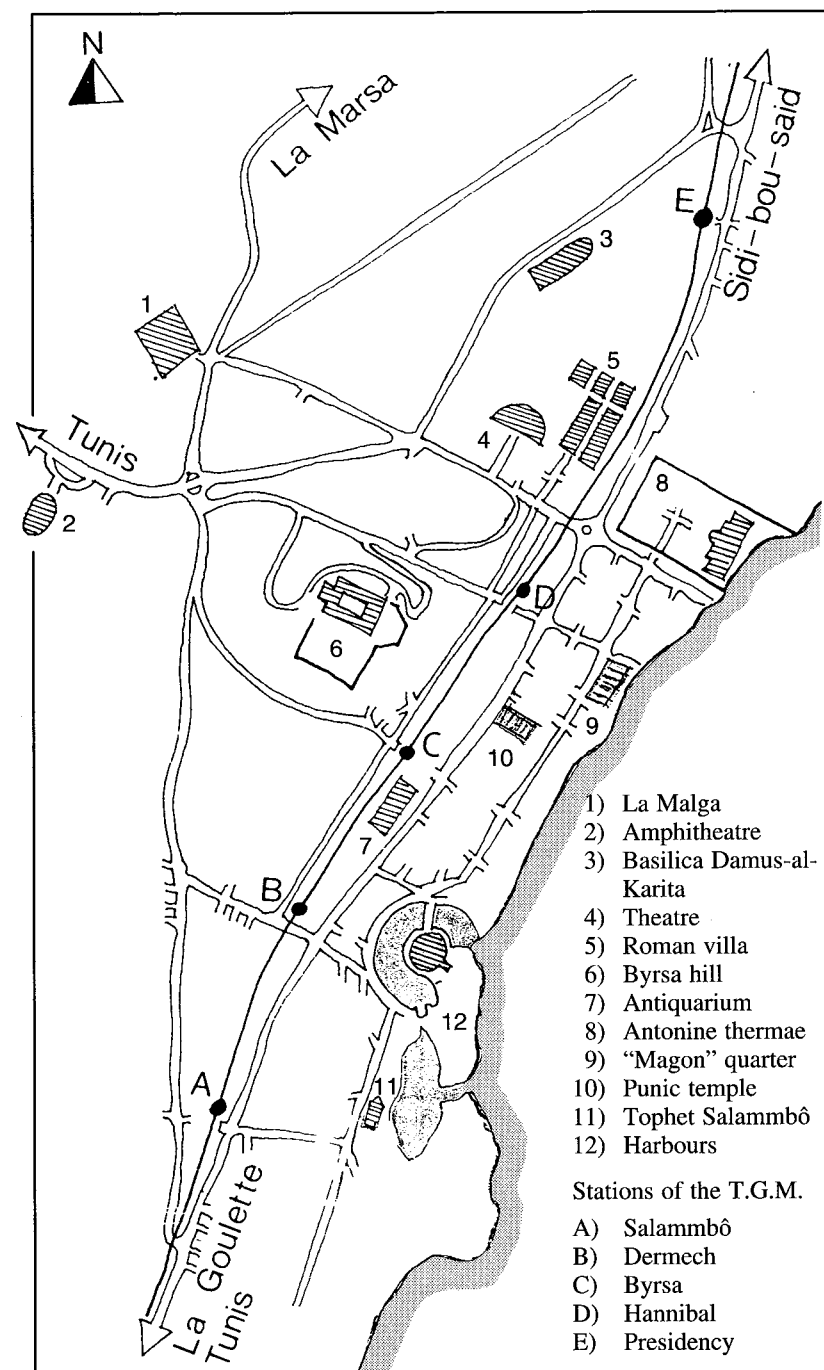 N
La Marsa
E
Sidi-bou-said
3
1
5
4
Tunis
8
2
D
6
9
C
10
7
B
12
A
11
La Goulette
Tunis
1) La Malga
2) Amphitheatre
3) Basilica Damus-al-
Karita
4) Theatre
5) Roman villa
6) Byrsa hill
7) Antiquarium
8) Antonine thermae
9) “Magon” quarter
10) Punic temple
11) Tophet Salammbô
12) Harbours
Stations of the T.G.M.
A) Salammbô
B) Dermech
C) Byrsa
D) Hannibal
E) Presidency